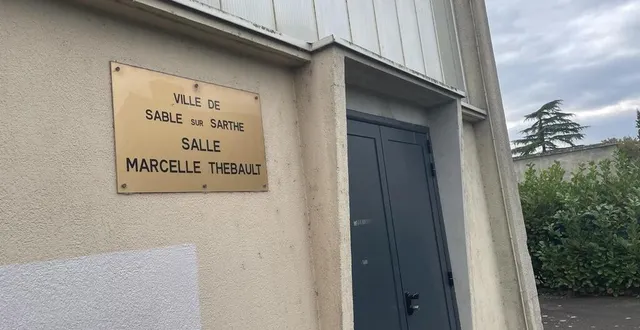 VILLE DE
SABLE SUR SARTHE
SALLE
MARCELLE THEBAULT